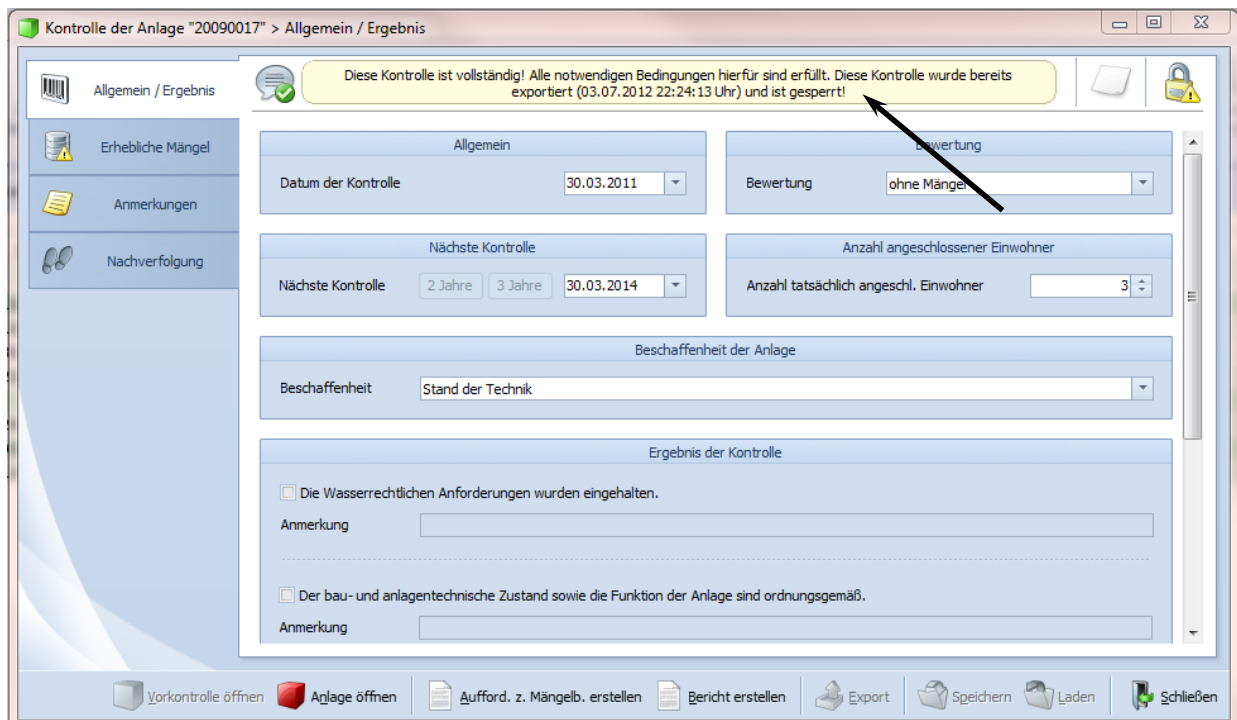 Kontrolle der Anlage "20090017" > Allgemein / Ergebnis
Allgemein / Ergebnis
Erhebliche Mängel
Anmerkungen
Nachverfolgung
Diese Kontrolle ist vollständig! Alle notwendigen Bedingungen hierfür sind erfüllt. Diese Kontrolle wurde bereits
exportiert (03.07.2012 22:24:13 Uhr) und ist gesperrt!
Allgemein
Datum der Kontrolle 30.03.2011
Bewertung
Bewertung ohne Mängel
Nächste Kontrolle
Nächste Kontrolle 2 Jahre 3 Jahre 30.03.2014
Anzahl angeschlossener Einwohner
Anzahl tatsächlich angeschl. Einwohner 3
Beschaffenheit der Anlage
Beschaffenheit Stand der Technik
Ergebnis der Kontrolle
Die Wasserrechtlichen Anforderungen wurden eingehalten.
Anmerkung
Der bau- und anlagentechnische Zustand sowie die Funktion der Anlage sind ordnungsgemäß.
Anmerkung
Vorkontrolle öffnen Anlage öffnen Aufford. z. Mängelb. erstellen Bericht erstellen Export Speichern Laden Schließen